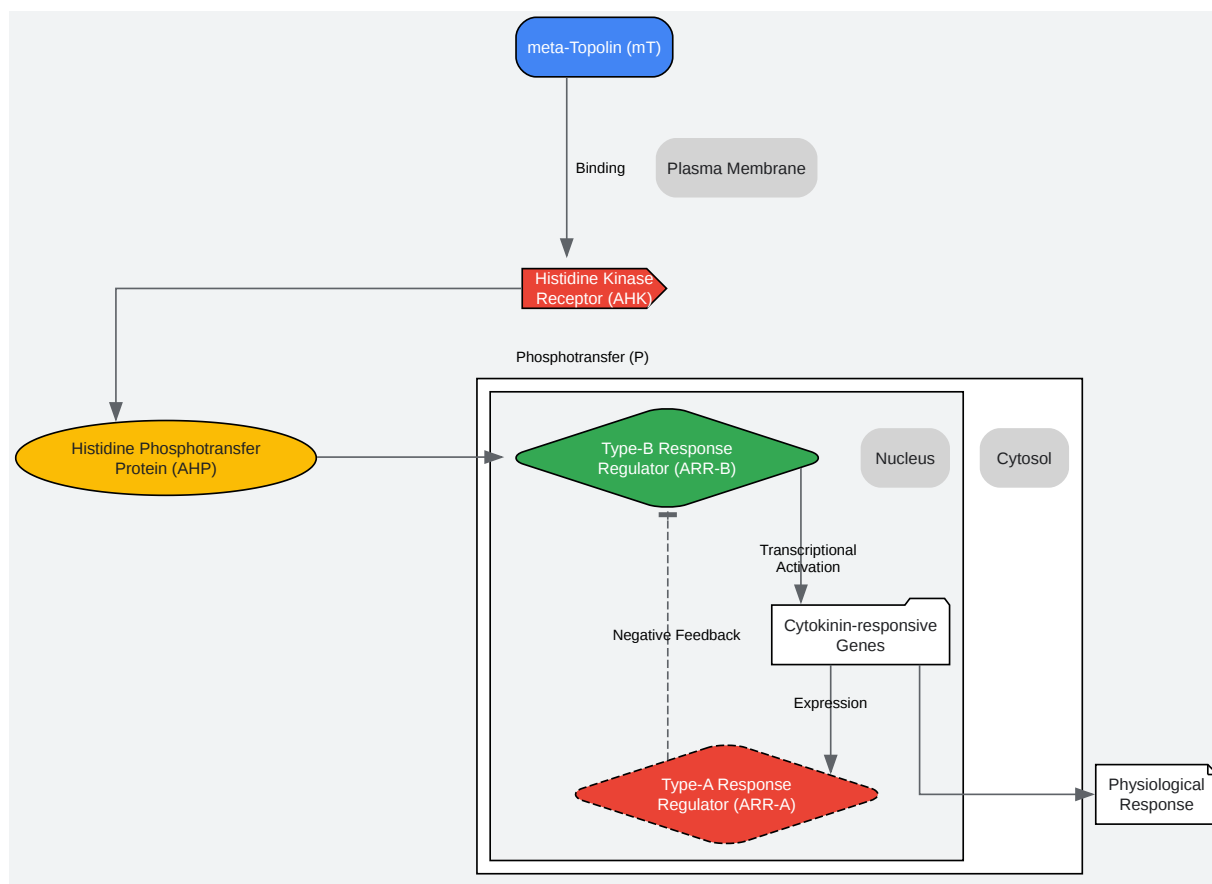 meta-Topolin (mT)
Binding
Plasma Membrane
Histidine Kinase
Receptor (AHK)
Phosphotransfer (P)
Histidine Phosphotransfer
Protein (AHP)
Type-B Response
Regulator (ARR-B)
Nucleus
Cytosol
Transcriptional
Activation
Negative Feedback
Cytokinin-responsive
Genes
Expression
Type-A Response
Regulator (ARR-A)
Physiological
Response